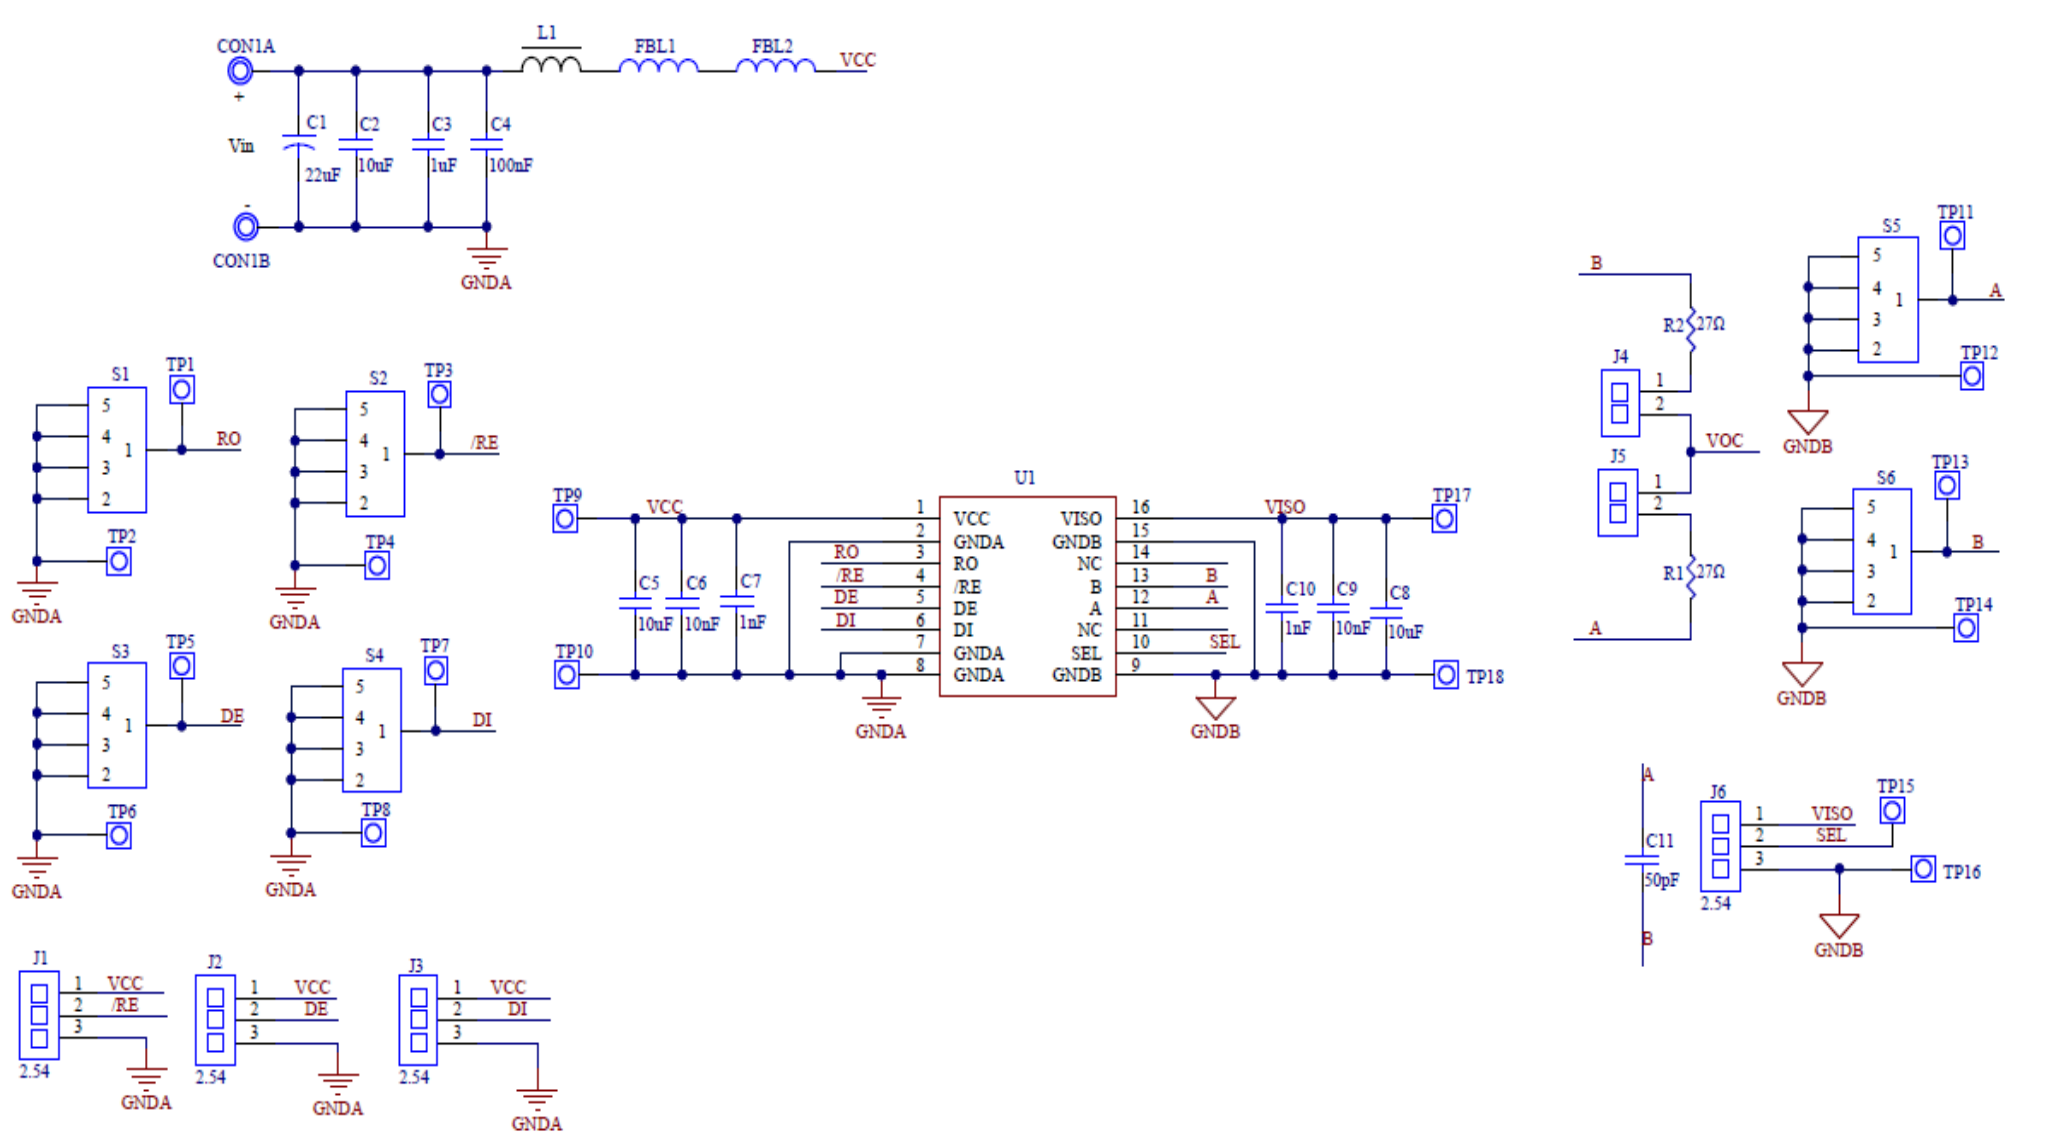 CON1A
+
Vin
-
CON1B
L1
FBL1
FBL2
VCC
C1
22uF
C2
10uF
C3
1uF
C4
100nF
GNDA
S1
5
4
3
2
1
TP1
RO
TP2
GNDA
S2
5
4
3
2
1
TP3
/RE
TP4
GNDA
S3
5
4
3
2
1
TP5
DE
TP6
GNDA
S4
5
4
3
2
1
TP7
DI
TP8
GNDA
J1
1 VCC
2 /RE
3
2.54
GNDA
J2
1 VCC
2 DE
3
2.54
GNDA
J3
1 VCC
2 DI
3
2.54
GNDA
TP9
VCC
TP10
C5
10uF
C6
10nF
C7
1nF
GNDA
U1
1 VCC
2 GNDA
RO 3 RO
/RE 4 /RE
DE 5 DE
DI 6 DI
7 GNDA
8 GNDA
VISO 16 VISO
GNDB 15
NC 14
B 13 B
A 12 A
NC 11
SEL 10 SEL
GNDB 9
GNDB
C10
1nF
C9
10nF
C8
10uF
TP17
TP18
B
R2 27Ω
J4
1
2
VOC
J5
1
2
R1 27Ω
A
S5
5
4
3
2
1
TP11
A
TP12
GNDB
S6
5
4
3
2
1
TP13
B
TP14
GNDB
A
C11
50pF
B
J6
1 VISO
2 SEL
3
2.54
TP15
TP16
GNDB